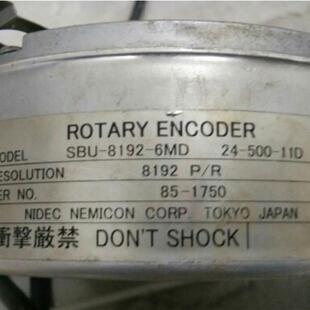 ROTARY ENCODER
ODEL SBU-8192-6MD 24-500-11D
ESOLUTION 8192 P/R
ER NO. 85-1750
NIDEC NEMICON CORP. TOKYO JAPAN
衝撃厳禁 DON'T SHOCK